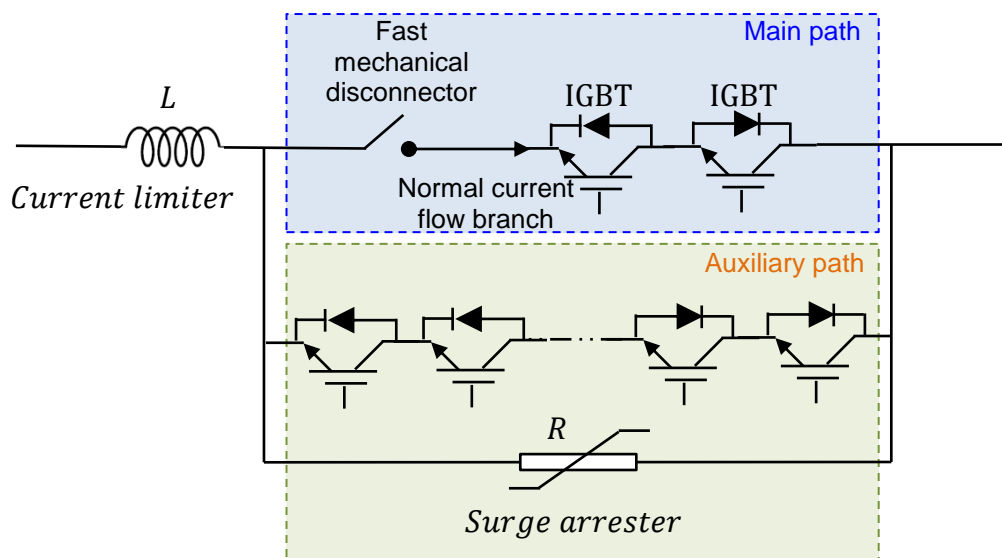 Main path
Fast
mechanical
disconnector
L
IGBT
IGBT
Current limiter
Normal current
flow branch
Auxiliary path
R
Surge arrester